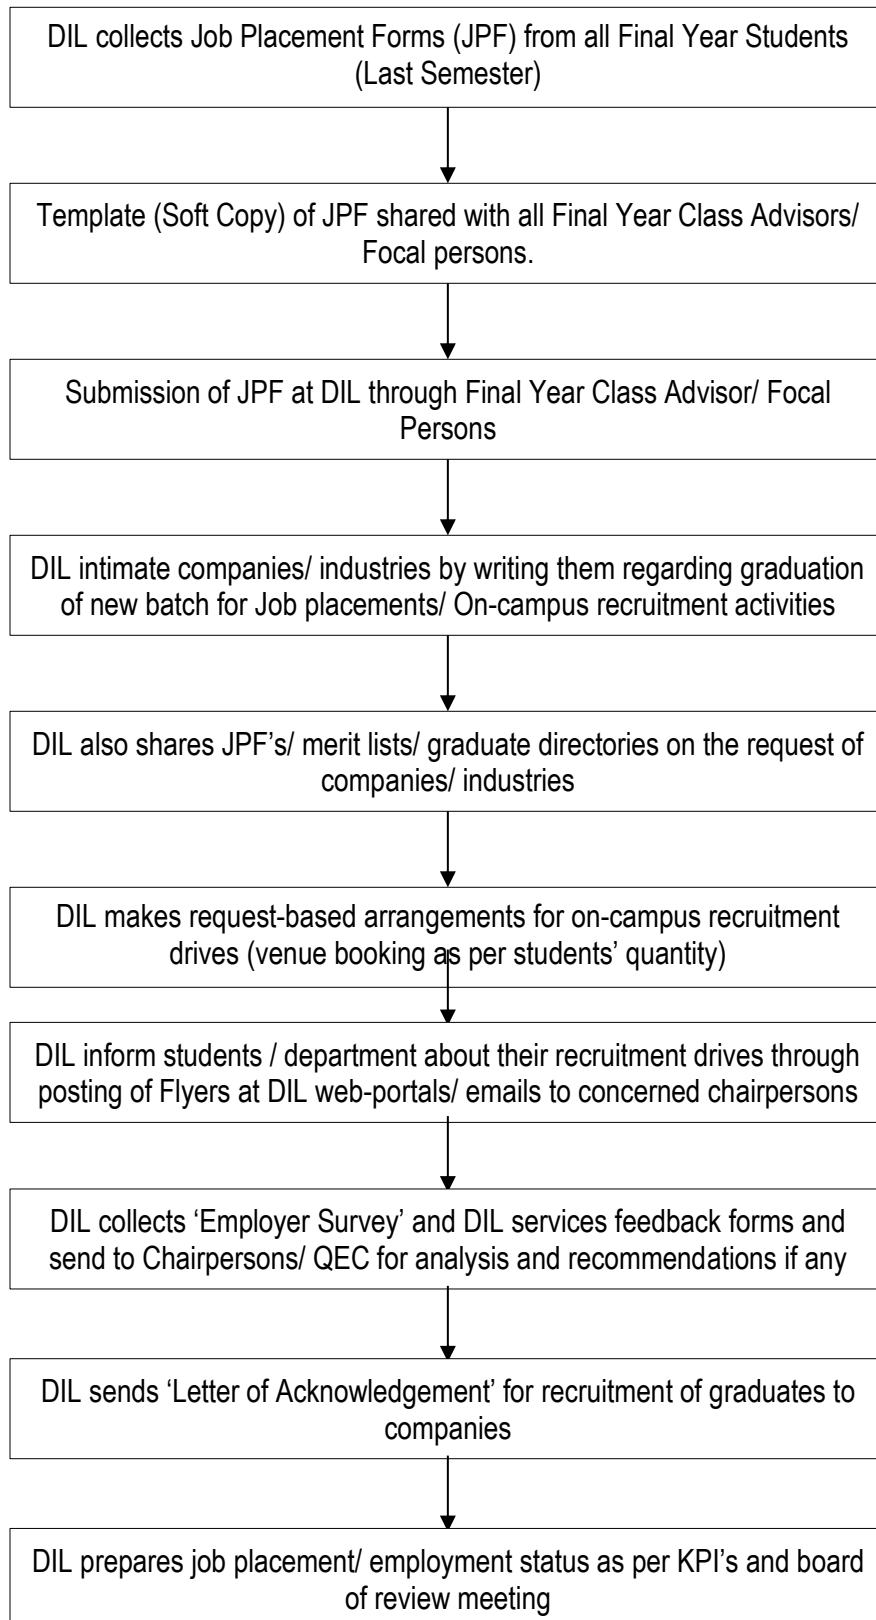 DIL collects Job Placement Forms (JPF) from all Final Year Students
(Last Semester)
Template (Soft Copy) of JPF shared with all Final Year Class Advisors/
Focal persons.
Submission of JPF at DIL through Final Year Class Advisor/ Focal
Persons
DIL intimate companies/ industries by writing them regarding graduation
of new batch for Job placements/ On-campus recruitment activities
DIL also shares JPF’s/ merit lists/ graduate directories on the request of
companies/ industries
DIL makes request-based arrangements for on-campus recruitment
drives (venue booking as per students’ quantity)
DIL inform students / department about their recruitment drives through
posting of Flyers at DIL web-portals/ emails to concerned chairpersons
DIL collects ‘Employer Survey’ and DIL services feedback forms and
send to Chairpersons/ QEC for analysis and recommendations if any
DIL sends ‘Letter of Acknowledgement’ for recruitment of graduates to
companies
DIL prepares job placement/ employment status as per KPI’s and board
of review meeting